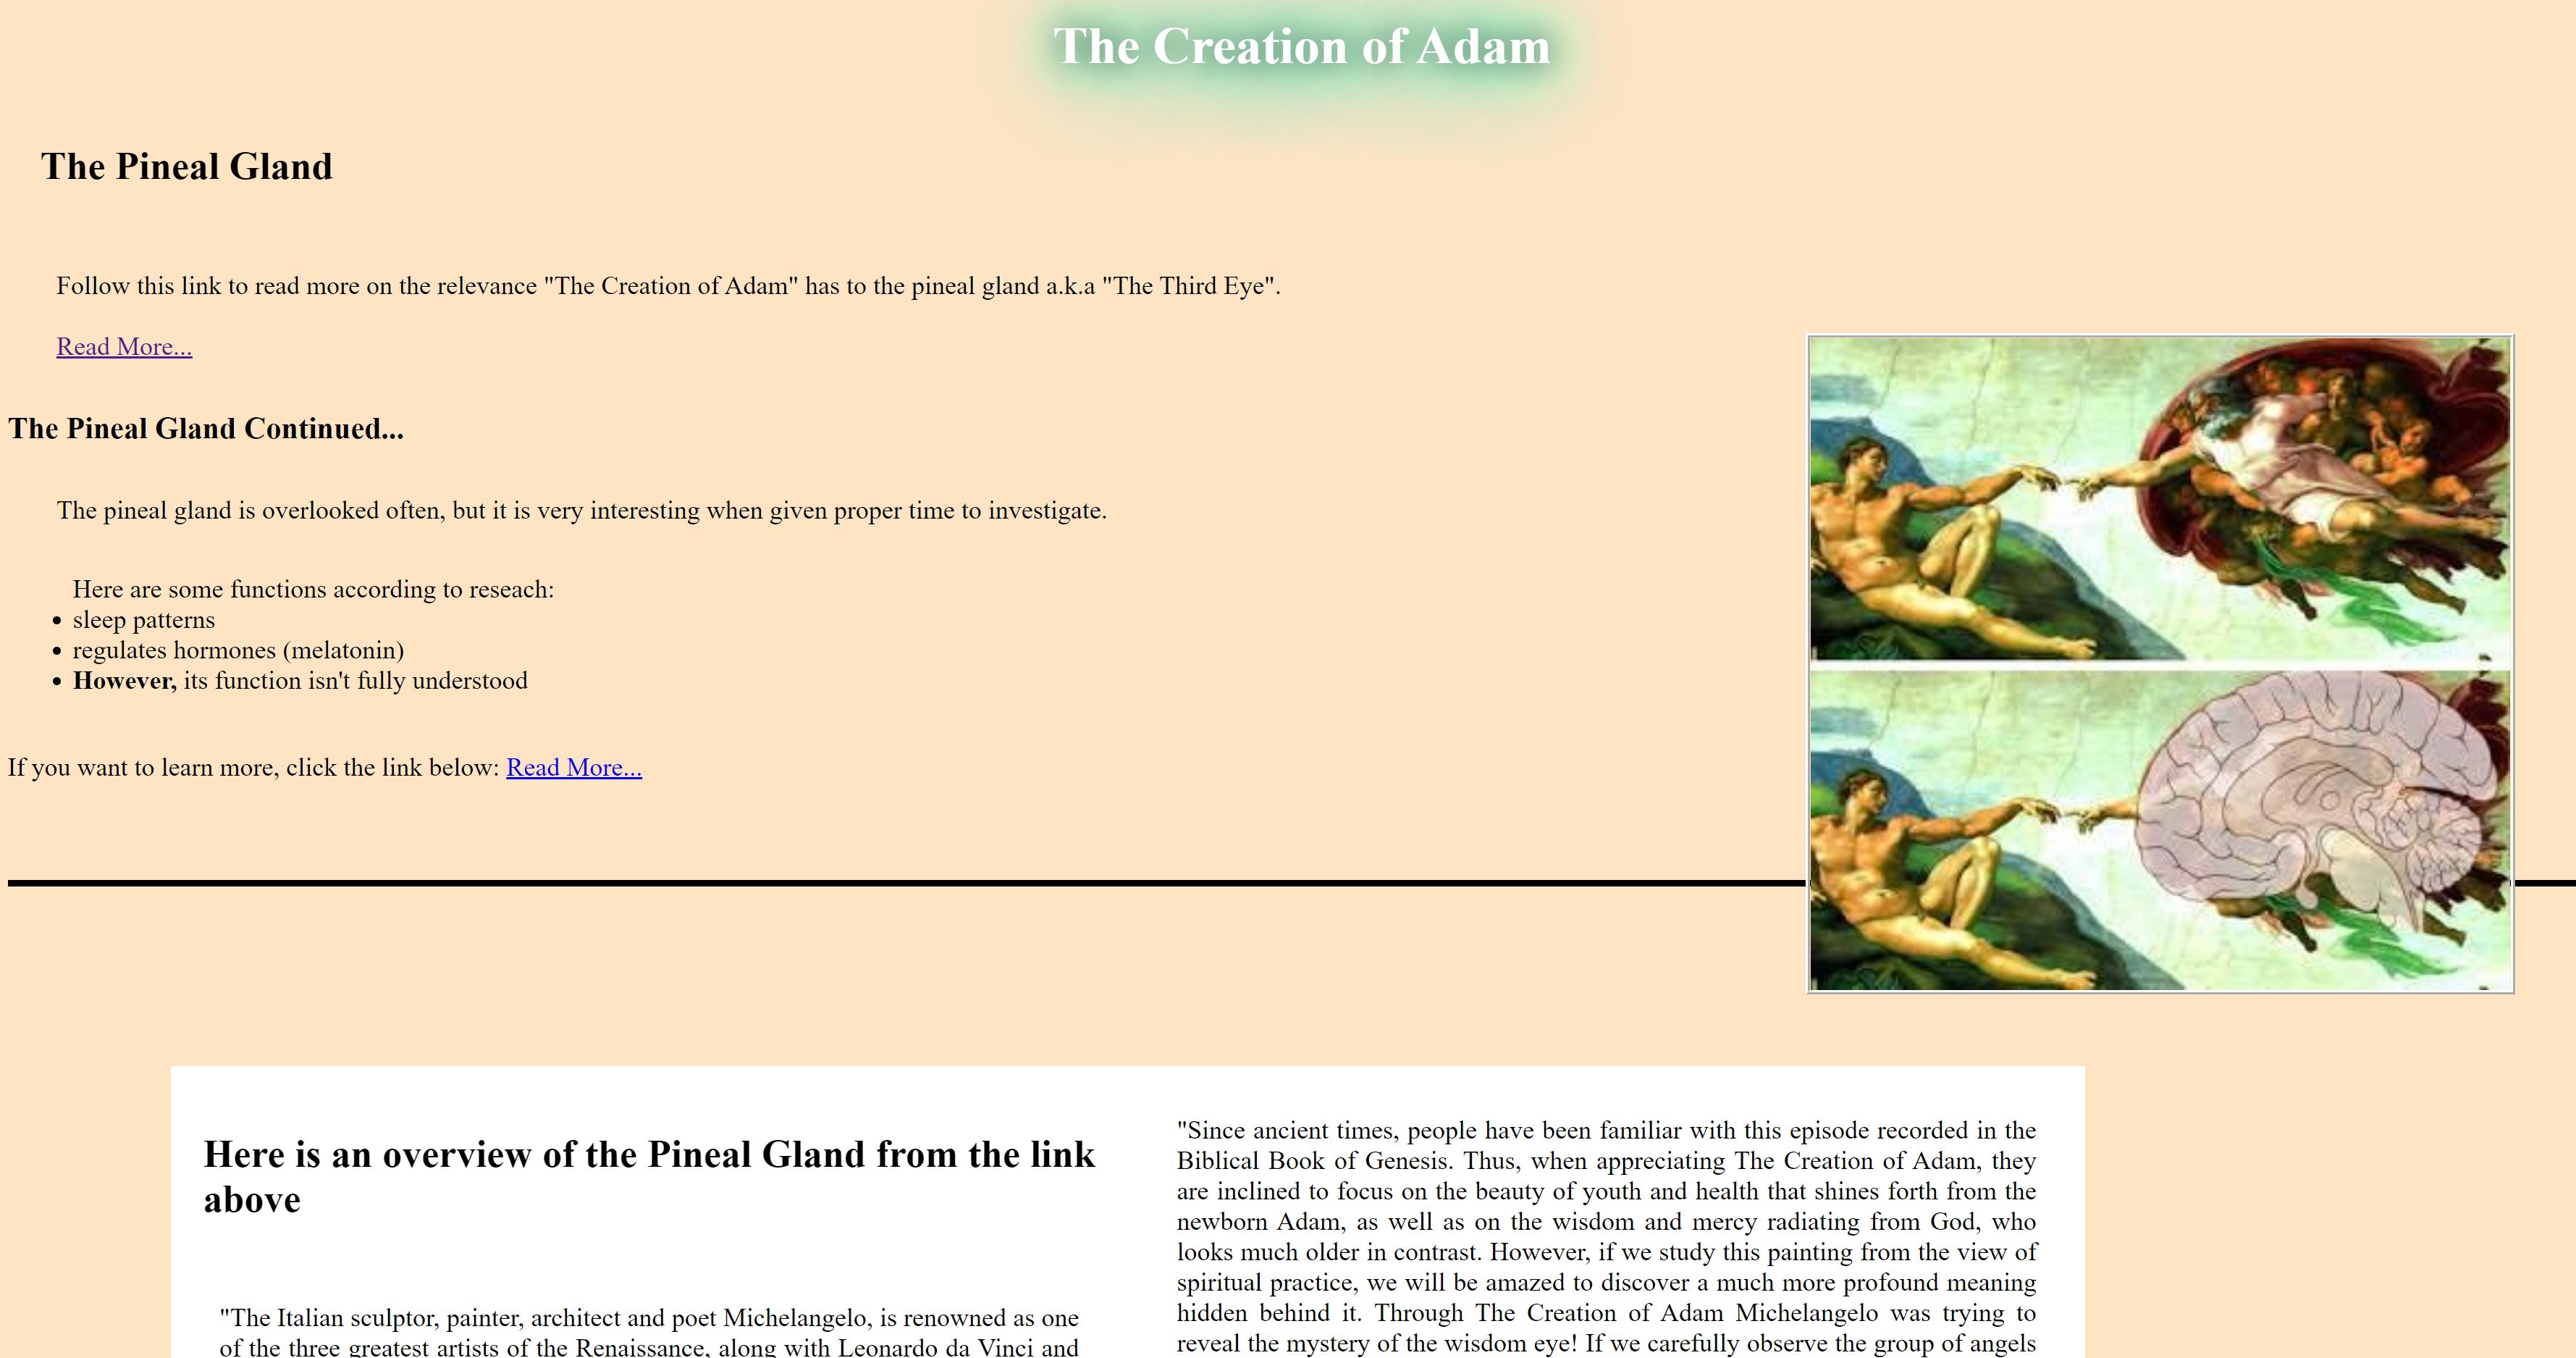 The Creation of Adam
The Pineal Gland
Follow this link to read more on the relevance "The Creation of Adam" has to the pineal gland a.k.a "The Third Eye".
Read More...
The Pineal Gland Continued...
The pineal gland is overlooked often, but it is very interesting when given proper time to investigate.
Here are some functions according to reseach:
• sleep patterns
• regulates hormones (melatonin)
• However, its function isn't fully understood
If you want to learn more, click the link below: Read More...
Here is an overview of the Pineal Gland from the link
above
"The Italian sculptor, painter, architect and poet Michelangelo, is renowned as one
of the three greatest artists of the Renaissance, along with Leonardo da Vinci and
"Since ancient times, people have been familiar with this episode recorded in the
Biblical Book of Genesis. Thus, when appreciating The Creation of Adam, they
are inclined to focus on the beauty of youth and health that shines forth from the
newborn Adam, as well as on the wisdom and mercy radiating from God, who
looks much older in contrast. However, if we study this painting from the view of
spiritual practice, we will be amazed to discover a much more profound meaning
hidden behind it. Through The Creation of Adam Michelangelo was trying to
reveal the mystery of the wisdom eye! If we carefully observe the group of angels